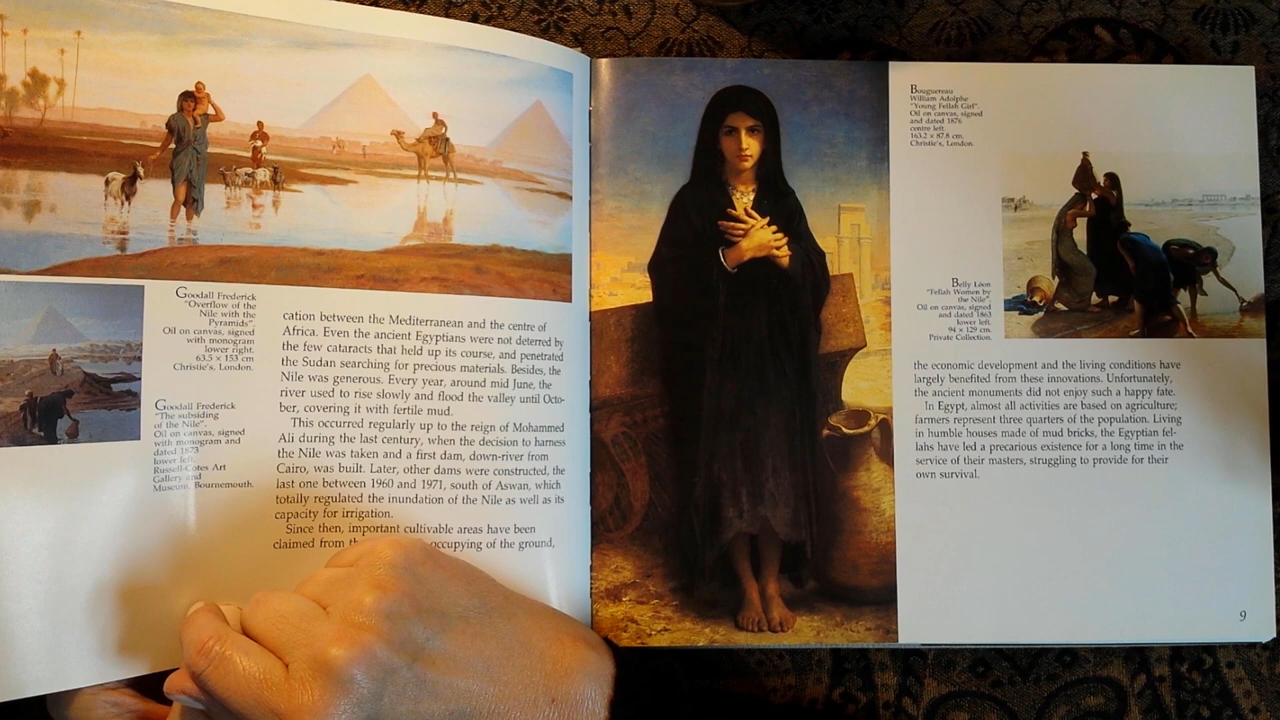 Goodall Frederick
"Overflow of the
Nile with the
Pyramids".
Oil on canvas, signed
with monogram
lower right.
63.5 × 153 cm
Christie's, London.
Goodall Frederick
"The subsiding
of the Nile".
Oil on canvas, signed
with monogram and
dated 1873
lower left.
Russell-Cotes Art
Gallery and
Museum, Bournemouth.
cation between the Mediterranean and the centre of
Africa. Even the ancient Egyptians were not deterred by
the few cataracts that held up its course, and penetrated
the Sudan searching for precious materials. Besides, the
Nile was generous. Every year, around mid June, the
river used to rise slowly and flood the valley until Octo-
ber, covering it with fertile mud.
This occurred regularly up to the reign of Mohammed
Ali during the last century, when the decision to harness
the Nile was taken and a first dam, down-river from
Cairo, was built. Later, other dams were constructed, the
last one between 1960 and 1971, south of Aswan, which
totally regulated the inundation of the Nile as well as its
capacity for irrigation.
Since then, important cultivable areas have been
claimed from occupying of the ground,
Bouguereau
William Adolphe
"Young Fellah Girl".
Oil on canvas, signed
and dated 1876
centre left.
163.2 × 87.8 cm.
Christie's, London.
Belly Léon
"Fellah Women by
the Nile".
Oil on canvas, signed
and dated 1863
lower left.
94 × 129 cm.
Private Collection.
the economic development and the living conditions have
largely benefited from these innovations. Unfortunately,
the ancient monuments did not enjoy such a happy fate.
In Egypt, almost all activities are based on agriculture;
farmers represent three quarters of the population. Living
in humble houses made of mud bricks, the Egyptian fel-
lahs have led a precarious existence for a long time in the
service of their masters, struggling to provide for their
own survival.
9